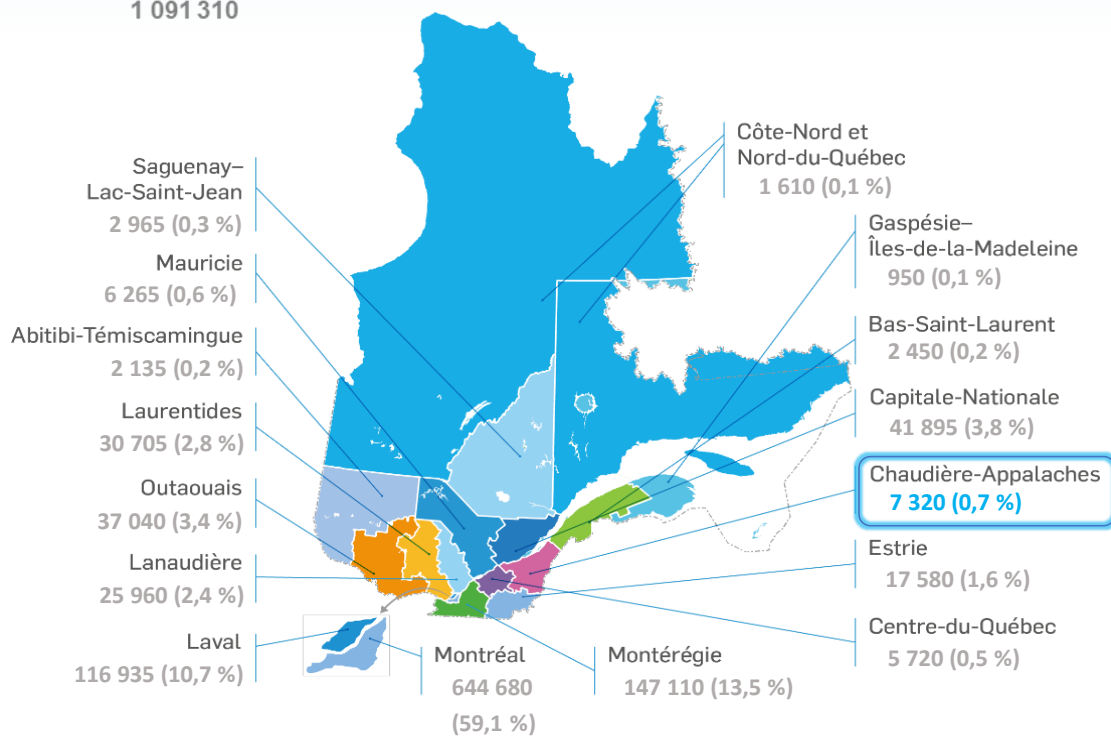 1 091 310
Saguenay–
Lac-Saint-Jean
2 965 (0,3 %)
Mauricie
6 265 (0,6 %)
Abitibi-Témiscamingue
2 135 (0,2 %)
Laurentides
30 705 (2,8 %)
Outaouais
37 040 (3,4 %)
Lanaudière
25 960 (2,4 %)
Laval
116 935 (10,7 %)
Montréal
644 680
(59,1 %)
Montérégie
147 110 (13,5 %)
Côte-Nord et
Nord-du-Québec
1 610 (0,1 %)
Gaspésie–
Îles-de-la-Madeleine
950 (0,1 %)
Bas-Saint-Laurent
2 450 (0,2 %)
Capitale-Nationale
41 895 (3,8 %)
Chaudière-Appalaches
7 320 (0,7 %)
Estrie
17 580 (1,6 %)
Centre-du-Québec
5 720 (0,5 %)